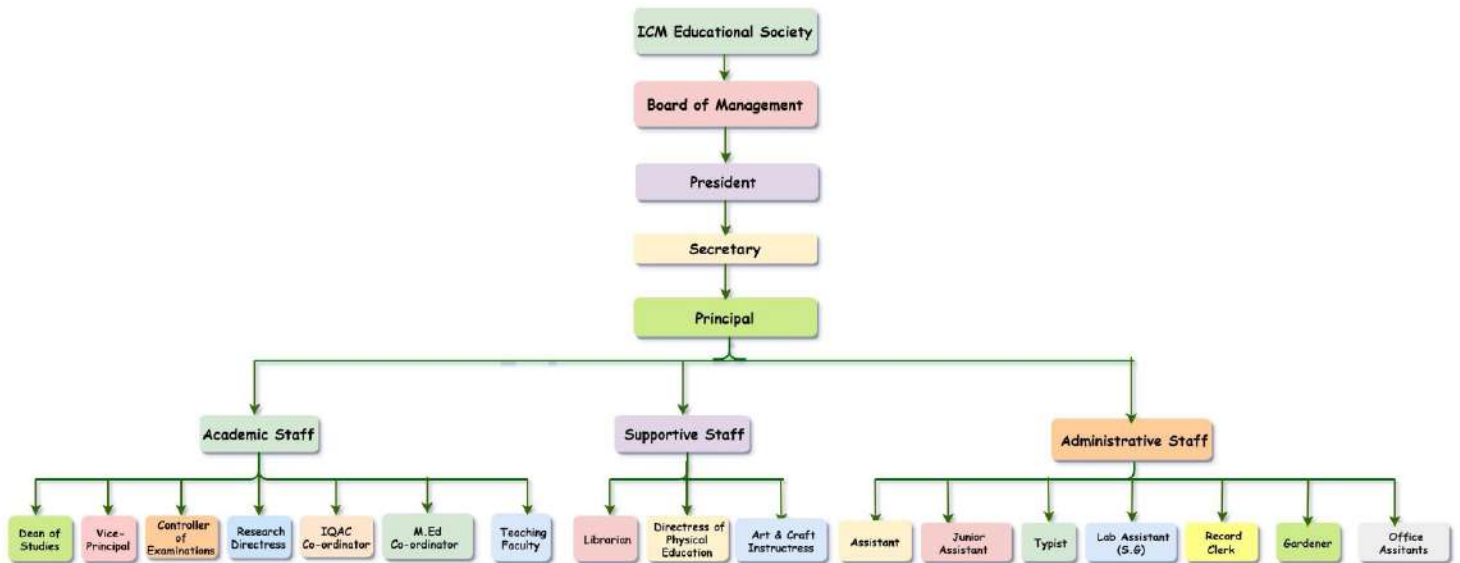 ICM Educational Society
Board of Management
President
Secretary
Principal
Academic Staff
Supportive Staff
Administrative Staff
Dean of
Studies
Vice-
Principal
Controller
of
Examinations
Research
Directress
IQAC
Co-ordinator
M.Ed
Co-ordinator
Teaching
Faculty
Librarian
Directress of
Physical
Education
Art & Craft
Instructress
Assistant
Junior
Assistant
Typist
Lab Assistant
(S.G)
Record
Clerk
Gardener
Office
Assitants